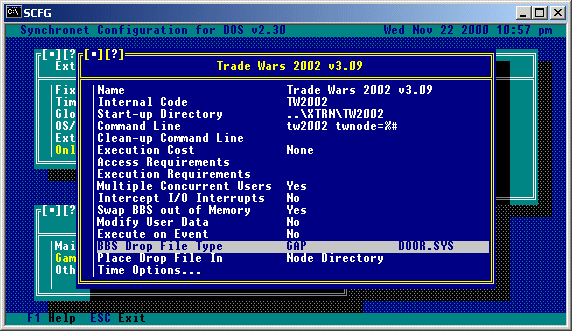 SCFG
Synchronet Configuration for DOS v2.30 Wed Nov 22 2000 10:57 pm
[■][?]
[■][?]
Ext
Trade Wars 2002 v3.09
Fix
Name Trade Wars 2002 v3.09
Tim
Internal Code TW2002
Glo
Start-up Directory ..\XTRN\TW2002
OS/
Command Line tw2002 twnode=%#
Ext
Clean-up Command Line
Onl
Execution Cost None
Access Requirements
Execution Requirements
Multiple Concurrent Users Yes
Intercept I/O Interrupts No
[■][?]
Swap BBS out of Memory Yes
Modify User Data No
Execute on Event No
Mai
BBS Drop File Type GAP DOOR.SYS
Gam
Place Drop File In Node Directory
Oth
Time Options...
F1 Help ESC Exit